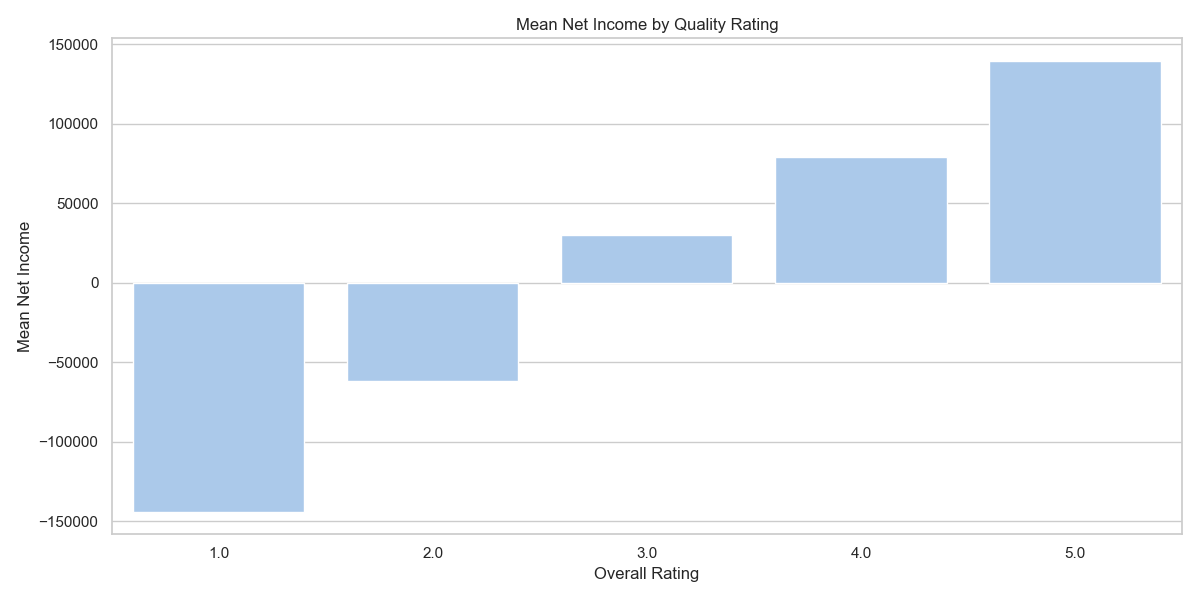 Mean Net Income by Quality Rating
150000
100000
50000
0
−50000
−100000
−150000
Mean Net Income
1.0 2.0 3.0 4.0 5.0
Overall Rating